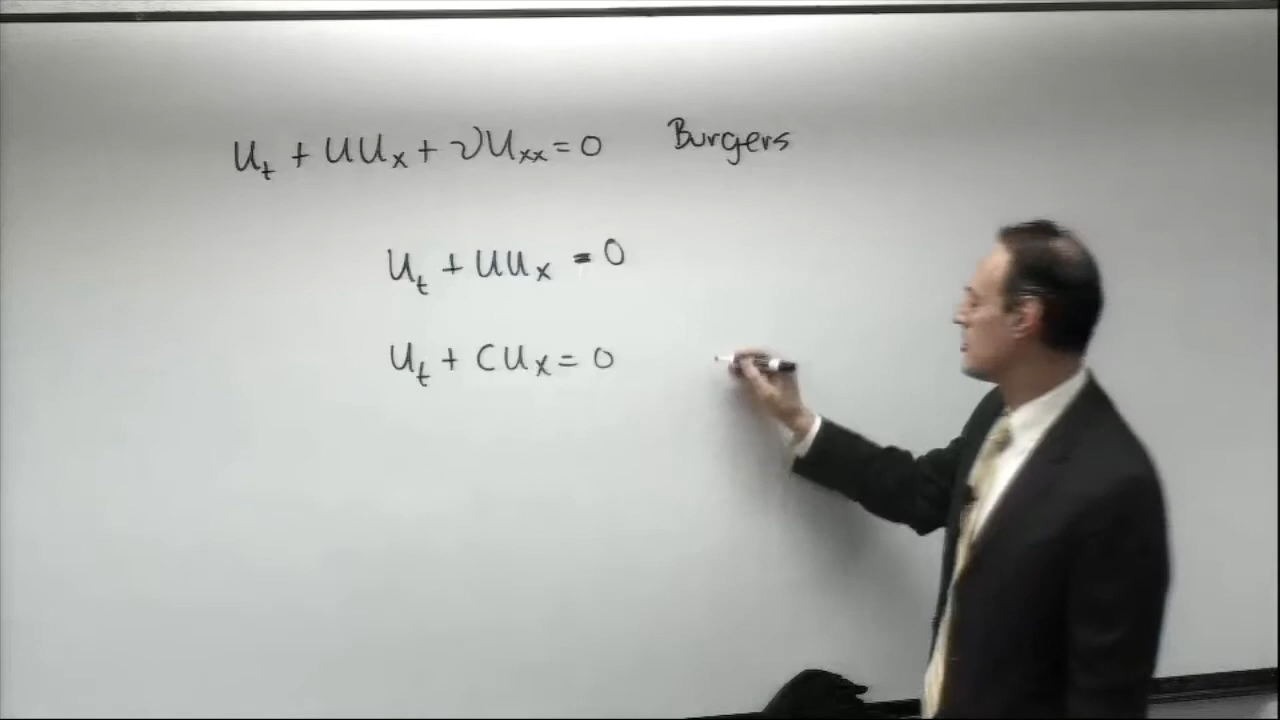 u_t + uu_x + νu_xx = 0 Burgers
u_t + uu_x = 0
u_t + cu_x = 0